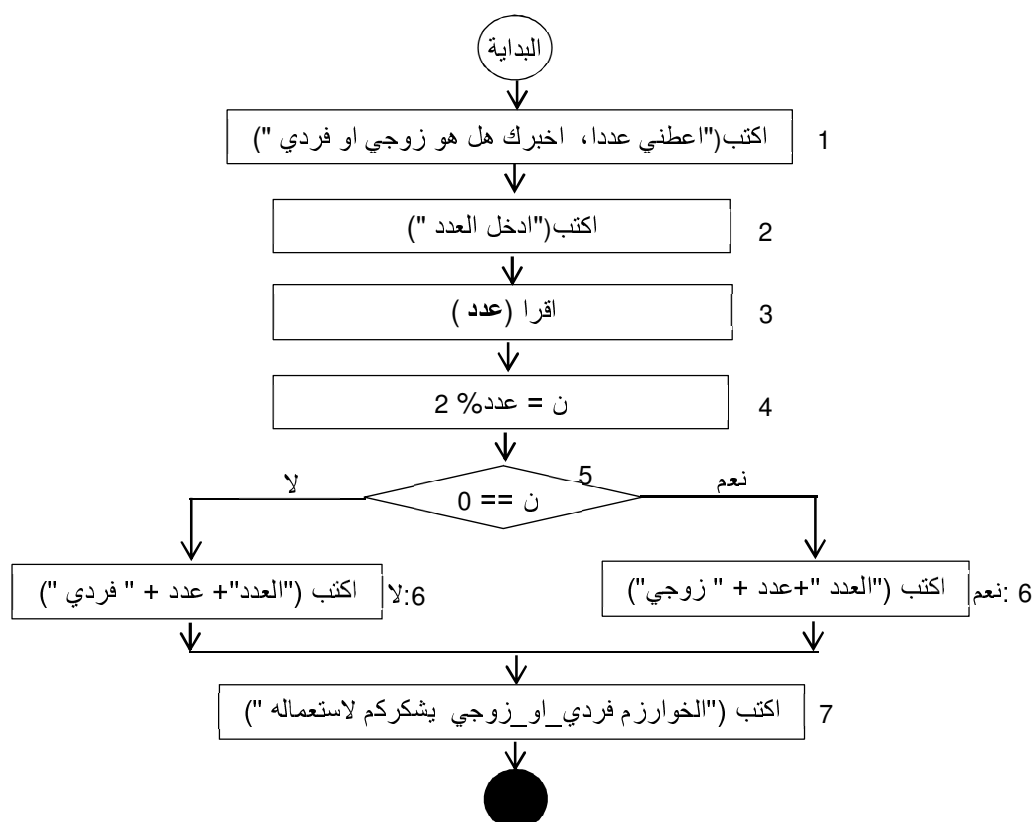 البداية
اكتب("اعطني عددا، اخبرك هل هو زوجي او فردي ") 1
اكتب("ادخل العدد ") 2
اقرا (عدد ) 3
ن = عدد% 2 4
5
نعم
لا
ن == 0
6 :نعم اكتب ("العدد "+عدد + " زوجي")
6:لا اكتب ("العدد"+ عدد + " فردي ")
اكتب ("الخوارزم فردي_او_زوجي يشكركم لاستعماله ") 7